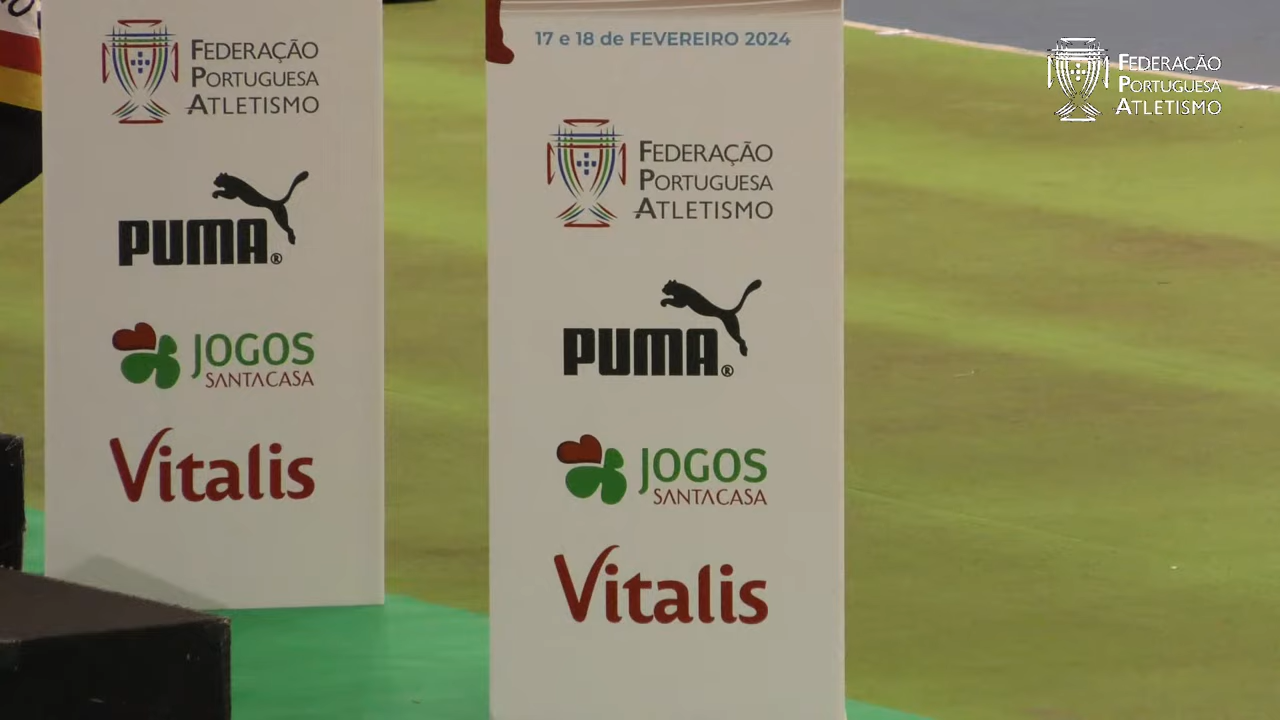 FEDERAÇÃO
PORTUGUESA
ATLETISMO
PUMA®
JOGOS
SANTACASA
Vitalis
17 e 18 de FEVEREIRO 2024
FEDERAÇÃO
PORTUGUESA
ATLETISMO
PUMA®
JOGOS
SANTACASA
Vitalis
FEDERAÇÃO
PORTUGUESA
ATLETISMO